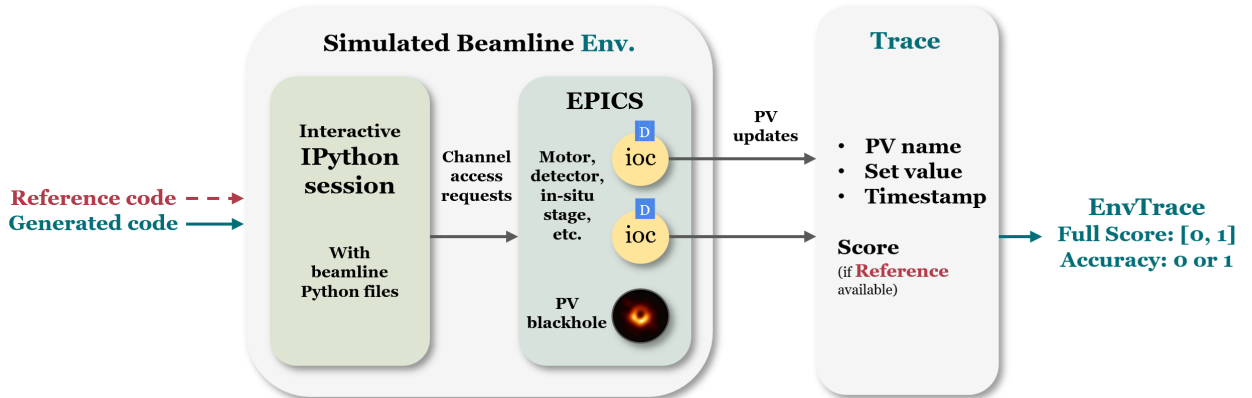 Reference code
Generated code
Simulated Beamline Env.
Interactive
IPython
session
With
beamline
Python files
Channel
access
requests
EPICS
Motor,
detector,
in-situ
stage,
etc.
D
ioc
D
ioc
PV
blackhole
PV
updates
Trace
• PV name
• Set value
• Timestamp
Score
(if Reference
available)
EnvTrace
Full Score: [0, 1]
Accuracy: 0 or 1